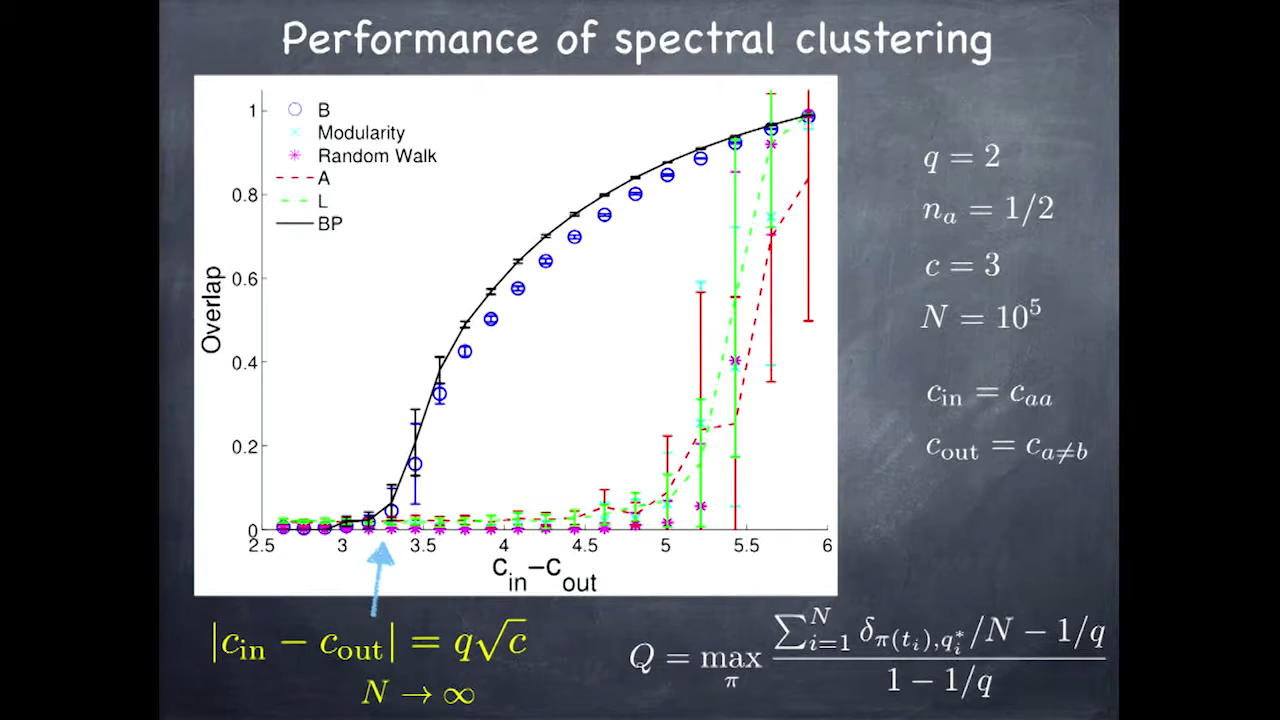 Performance of spectral clustering
B
Modularity
Random Walk
A
L
BP
Overlap
1
0.8
0.6
0.4
0.2
0
2.5 3 3.5 4 4.5 5 5.5 6
c_in−c_out
q = 2
n_a = 1/2
c = 3
N = 10^5
c_in = c_aa
c_out = c_{a≠b}
|c_in − c_out| = q√c
N → ∞
Q = max_π (∑_{i=1}^N δ_{π(t_i),q_i^*}/N − 1/q) / (1 − 1/q)